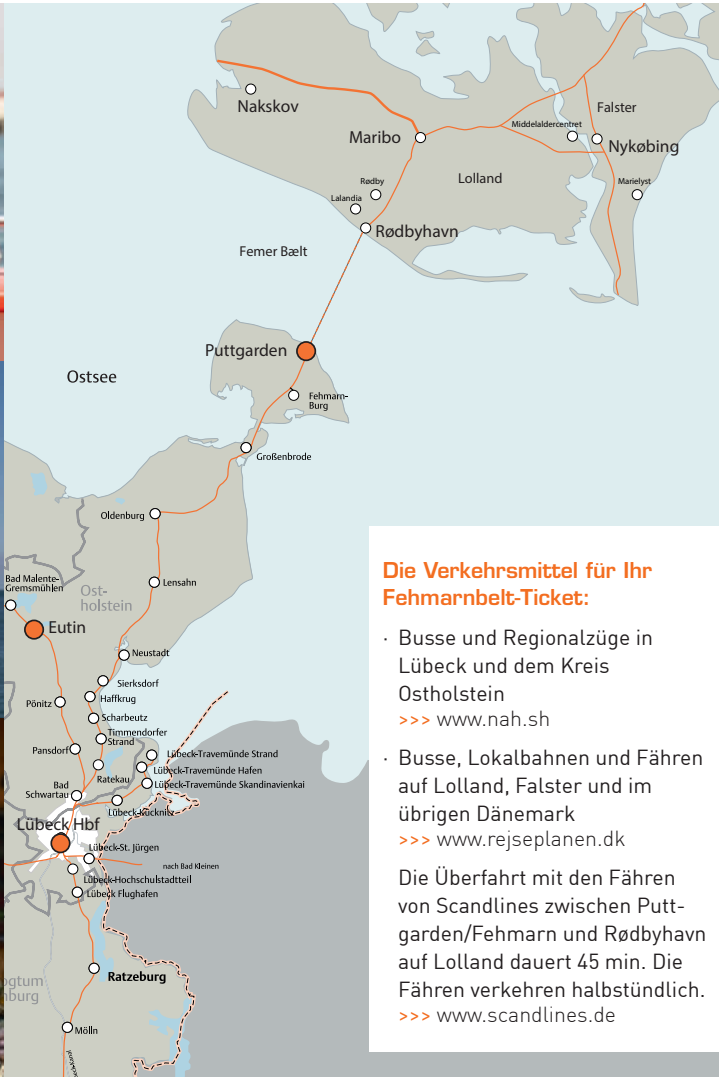 Nakskov
Falster
Middelaldercentret
Maribo
Nykøbing
Rødby
Lolland
Marielyst
Lalandia
Rødbyhavn
Femer Bælt
Puttgarden
Ostsee
Fehmarn-
Burg
Großenbrode
Oldenburg
Bad Malente-
Gremsmühlen
Ost-
holstein
Lensahn
Eutin
Neustadt
Sierksdorf
Pönitz
Haffkrug
Scharbeutz
Timmendorfer
Strand
Pansdorf
Lübeck-Travemünde Strand
Lübeck-Travemünde Hafen
Ratekau
Lübeck-Travemünde Skandinavienkai
Bad
Schwartau
Lübeck-Kücknitz
Lübeck Hbf
Lübeck-St. Jürgen
nach Bad Kleinen
Lübeck-Hochschulstadtteil
Lübeck Flughafen
Ratzeburg
ogtum
nburg
Mölln
Die Verkehrsmittel für Ihr
Fehmarnbelt-Ticket:
· Busse und Regionalzüge in
Lübeck und dem Kreis
Ostholstein
>>> www.nah.sh
· Busse, Lokalbahnen und Fähren
auf Lolland, Falster und im
übrigen Dänemark
>>> www.rejseplanen.dk
Die Überfahrt mit den Fähren
von Scandlines zwischen Putt-
garden/Fehmarn und Rødbyhavn
auf Lolland dauert 45 min. Die
Fähren verkehren halbstündlich.
>>> www.scandlines.de